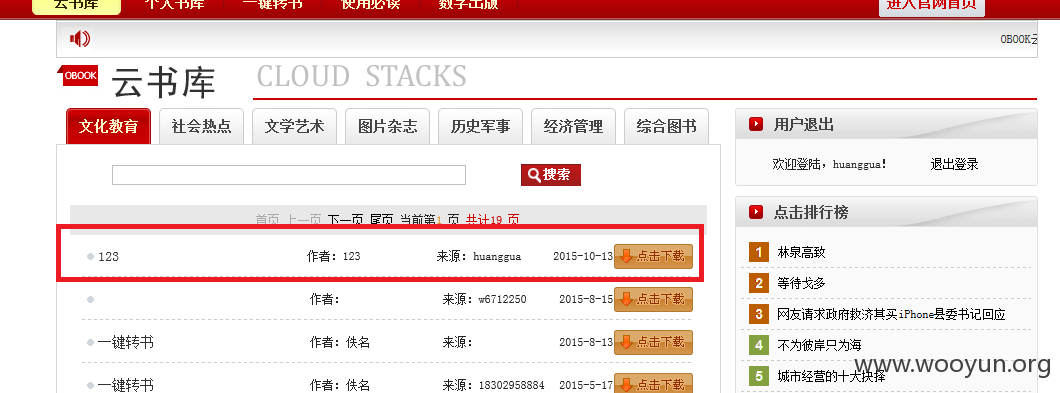 云书库 个人书库 一键转书 使用必读 数字出版 进入官网首页
OBOOK云
OBOOK 云书库 CLOUD STACKS
文化教育 社会热点 文学艺术 图片杂志 历史军事 经济管理 综合图书
用户退出
欢迎登陆，huanggua! 退出登录
搜索
首页 上一页 下一页 尾页 当前第1 页 共计19 页
123 作者：123 来源：huanggua 2015-10-13 点击下载
作者： 来源：w6712250 2015-8-15 点击下载
一键转书 作者：佚名 来源： 2015-8-13 点击下载
一键转书 作者：佚名 来源：18302958884 2015-5-17 点击下载
点击排行榜
1 林泉高致
2 等待戈多
3 网友请求政府救济其买iPhone县委书记回应
4 不为彼岸只为海
5 城市经营的十大抉择
www.wooyun.org